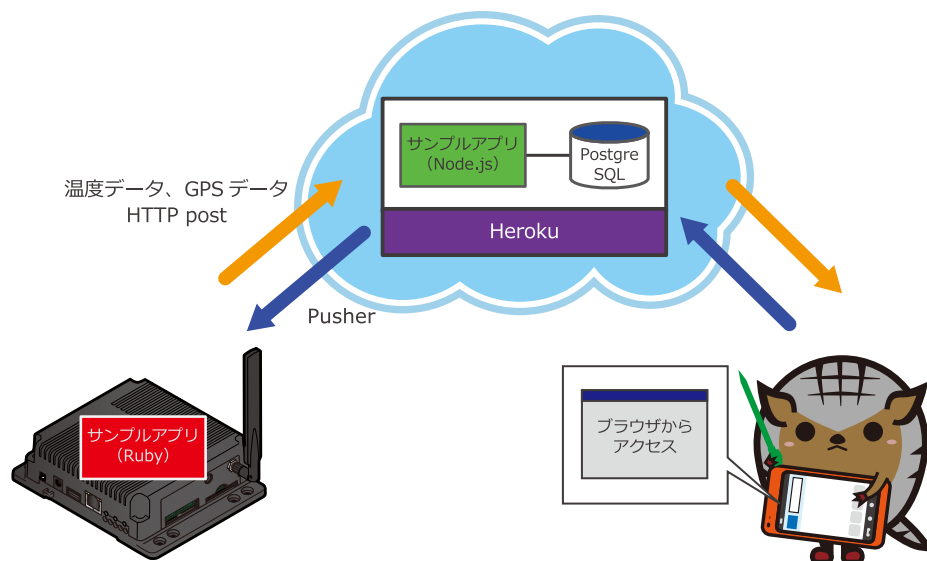 サンプルアプリ
（Node.js）
Postgre
SQL
Heroku
温度データ、GPS データ
HTTP post
Pusher
サンプルアプリ
（Ruby）
ブラウザから
アクセス